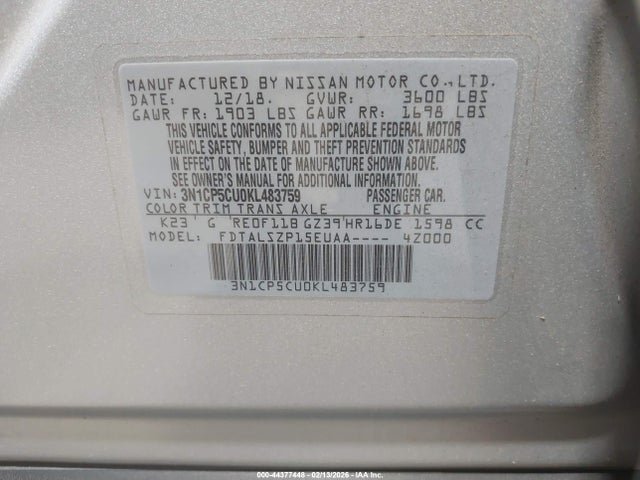 MANUFACTURED BY NISSAN MOTOR CO., LTD.
DATE: 12/18. GVWR: 3600 LBS
GAWR FR: 1903 LBS GAWR RR: 1698 LBS
THIS VEHICLE CONFORMS TO ALL APPLICABLE FEDERAL MOTOR
VEHICLE SAFETY, BUMPER AND THEFT PREVENTION STANDARDS
IN EFFECT ON THE DATE OF MANUFACTURE SHOWN ABOVE.
SEE OWNER'S MANUAL FOR ADDITIONAL INFORMATION.
VIN: 3N1CP5CU0KL483759 PASSENGER CAR.
COLOR TRIM TRANS AXLE ENGINE
K23 G RE0F11B GZ39 HR16DE 1598 CC
MODEL: FDTALSZP15EUAA---- 4Z000
3N1CP5CU0KL483759
000-44377448 - 02/13/2026 - IAA Inc.